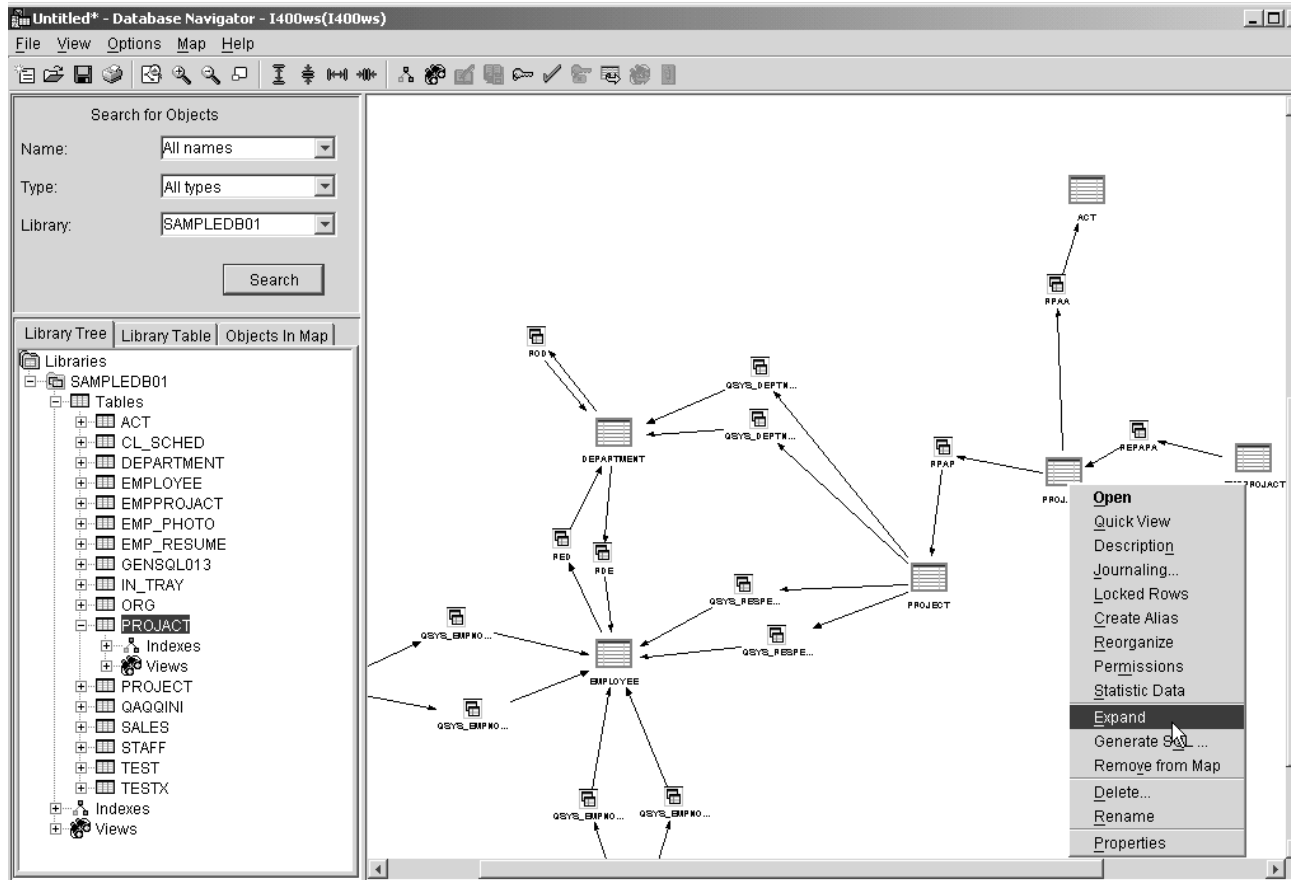 Untitled* - Database Navigator - I400ws(I400ws)
File View Options Map Help
Search for Objects
Name: All names
Type: All types
Library: SAMPLEDB01
Search
Library Tree Library Table Objects In Map
Libraries
SAMPLEDB01
Tables
ACT
CL_SCHED
DEPARTMENT
EMPLOYEE
EMPPROJACT
EMP_PHOTO
EMP_RESUME
GENSQL013
IN_TRAY
ORG
PROJACT
Indexes
Views
PROJECT
QAQQINI
SALES
STAFF
TEST
TESTX
Indexes
Views
ACT
RPAA
ROD
QSYS_DEPTN...
QSYS_DEPTN...
DEPARTMENT
RPAP
REPAPA
PROJ...
PROJACT
RED
RDE
QSYS_RESPE...
PROJECT
QSYS_EMPNO...
QSYS_RESPE...
EMPLOYEE
QSYS_EMPNO...
QSYS_EMPNO...
QSYS_EMPNO...
Open
Quick View
Description
Journaling...
Locked Rows
Create Alias
Reorganize
Permissions
Statistic Data
Expand
Generate SQL ...
Remove from Map
Delete...
Rename
Properties